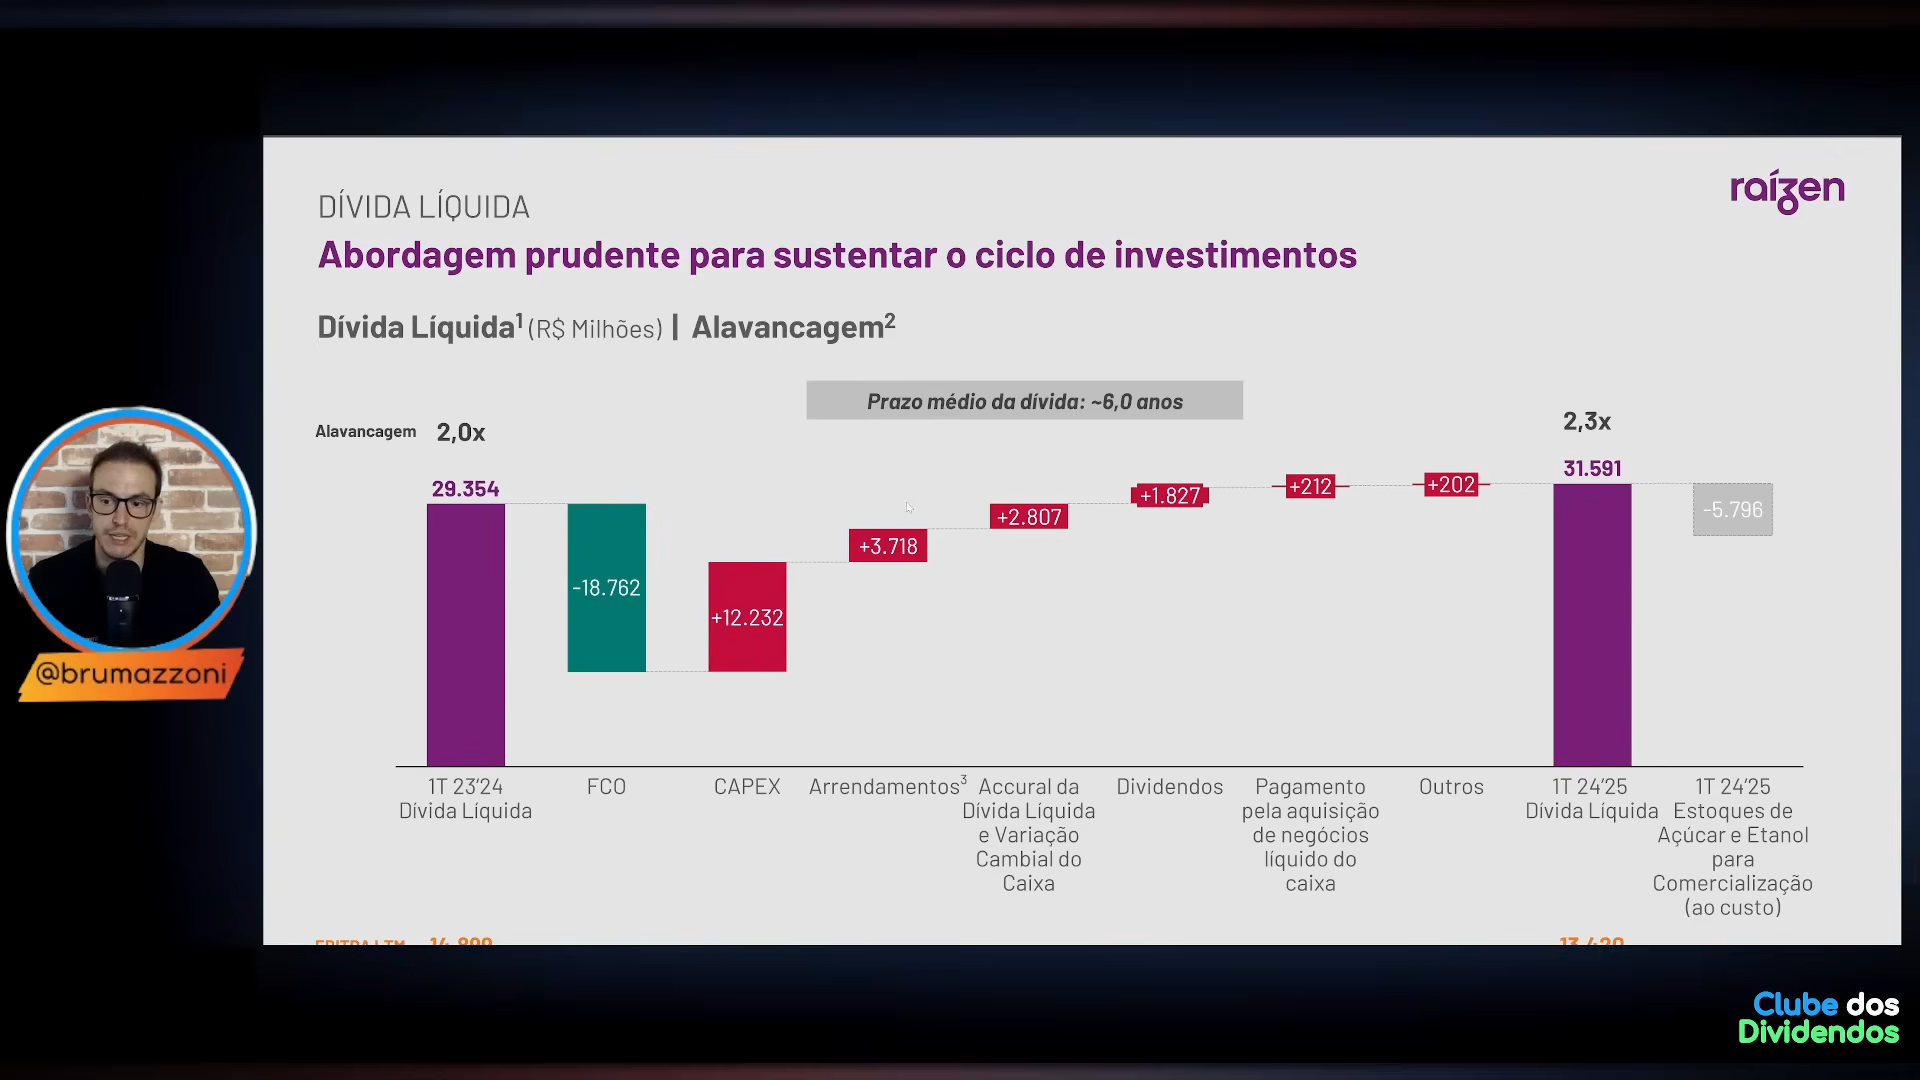 raízen
DÍVIDA LÍQUIDA
Abordagem prudente para sustentar o ciclo de investimentos
Dívida Líquida¹ (R$ Milhões) | Alavancagem²
Prazo médio da dívida: ~6,0 anos
Alavancagem 2,0x
2,3x
29.354
-18.762
+12.232
+3.718
+2.807
+1.827
+212
+202
31.591
-5.796
1T 23'24
Dívida Líquida
FCO
CAPEX
Arrendamentos³
Accural da
Dívida Líquida
e Variação
Cambial do
Caixa
Dividendos
Pagamento
pela aquisição
de negócios
líquido do
caixa
Outros
1T 24'25
Dívida Líquida
1T 24'25
Estoques de
Açúcar e Etanol
para
Comercialização
(ao custo)
@brumazzoni
Clube dos
Dividendos